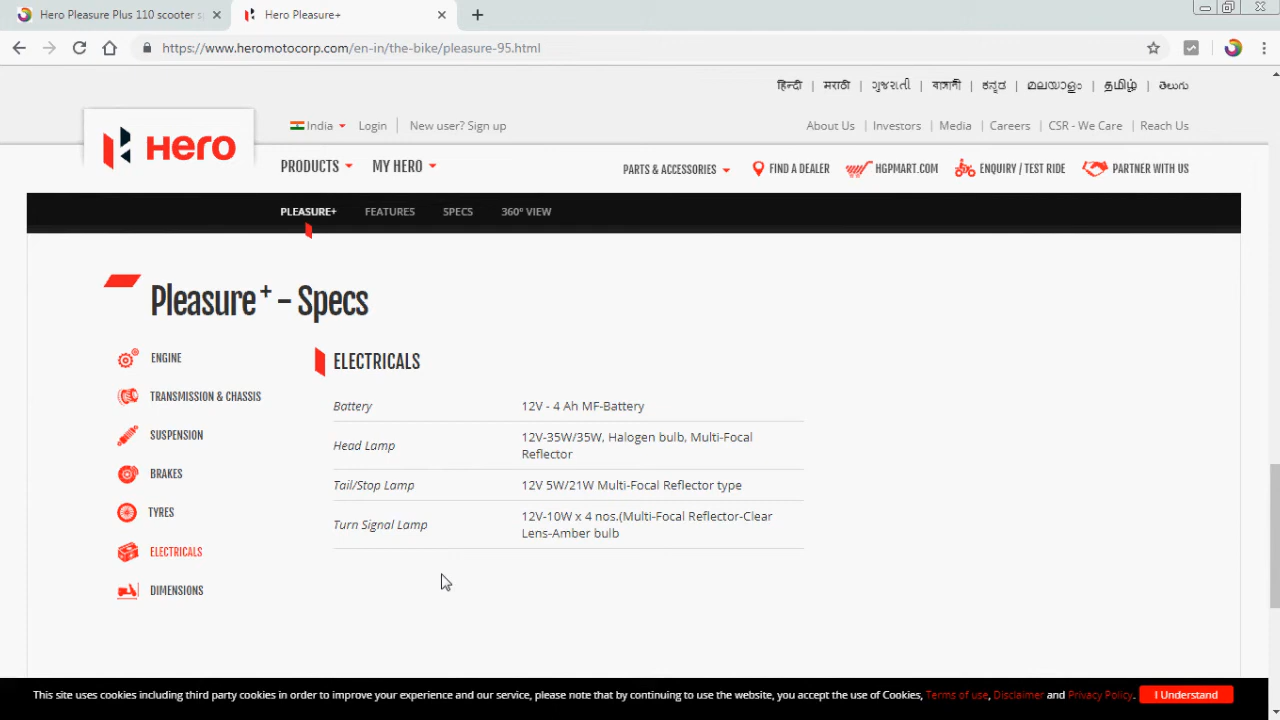 Hero Pleasure Plus 110 scooter s
Hero Pleasure+
https://www.heromotocorp.com/en-in/the-bike/pleasure-95.html
हिन्दी | मराठी | ગુજરાતી | বাঙ্গালী | ಕನ್ನಡ | മലയാളം | தமிழ் | తెలుగు
Hero
India Login New user? Sign up
About Us Investors Media Careers CSR - We Care Reach Us
PRODUCTS MY HERO
PARTS & ACCESSORIES FIND A DEALER HGPMART.COM ENQUIRY / TEST RIDE PARTNER WITH US
PLEASURE+ FEATURES SPECS 360° VIEW
Pleasure+ - Specs
ENGINE
TRANSMISSION & CHASSIS
SUSPENSION
BRAKES
TYRES
ELECTRICALS
DIMENSIONS
ELECTRICALS
Battery 12V - 4 Ah MF-Battery
Head Lamp 12V-35W/35W, Halogen bulb, Multi-Focal
Reflector
Tail/Stop Lamp 12V 5W/21W Multi-Focal Reflector type
Turn Signal Lamp 12V-10W x 4 nos.(Multi-Focal Reflector-Clear
Lens-Amber bulb
This site uses cookies including third party cookies in order to improve your experience and our service, please note that by continuing to use the website, you accept the use of Cookies, Terms of use, Disclaimer and Privacy Policy. I Understand